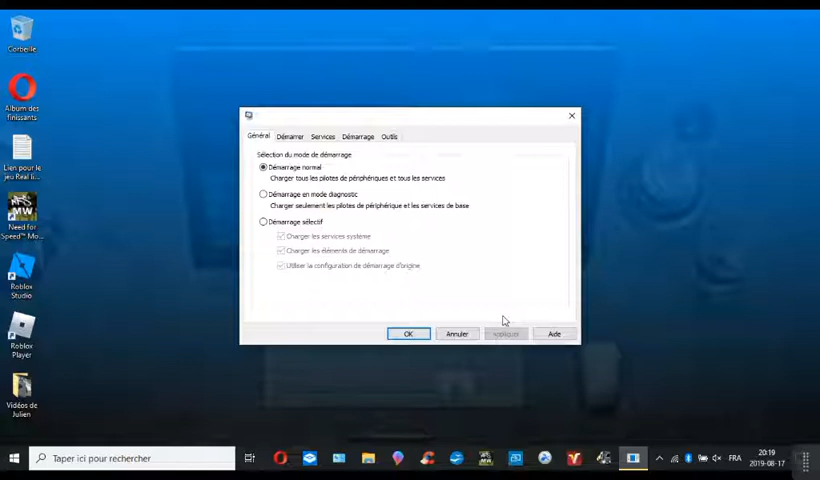 Corbeille
Album des
finissants
Lien pour le
jeu Real li...
Need for
Speed™ Mo...
Roblox
Studio
Roblox
Player
Vidéos de
Julien
Général
Démarrer
Services
Démarrage
Outils
Sélection du mode de démarrage
Démarrage normal
Charger tous les pilotes de périphériques et tous les services
Démarrage en mode diagnostic
Charger seulement les pilotes de périphérique et les services de base
Démarrage sélectif
Charger les services système
Charger les éléments de démarrage
Utiliser la configuration de démarrage d'origine
OK
Annuler
Appliquer
Aide
Taper ici pour rechercher
FRA
20:19
2019-08-17